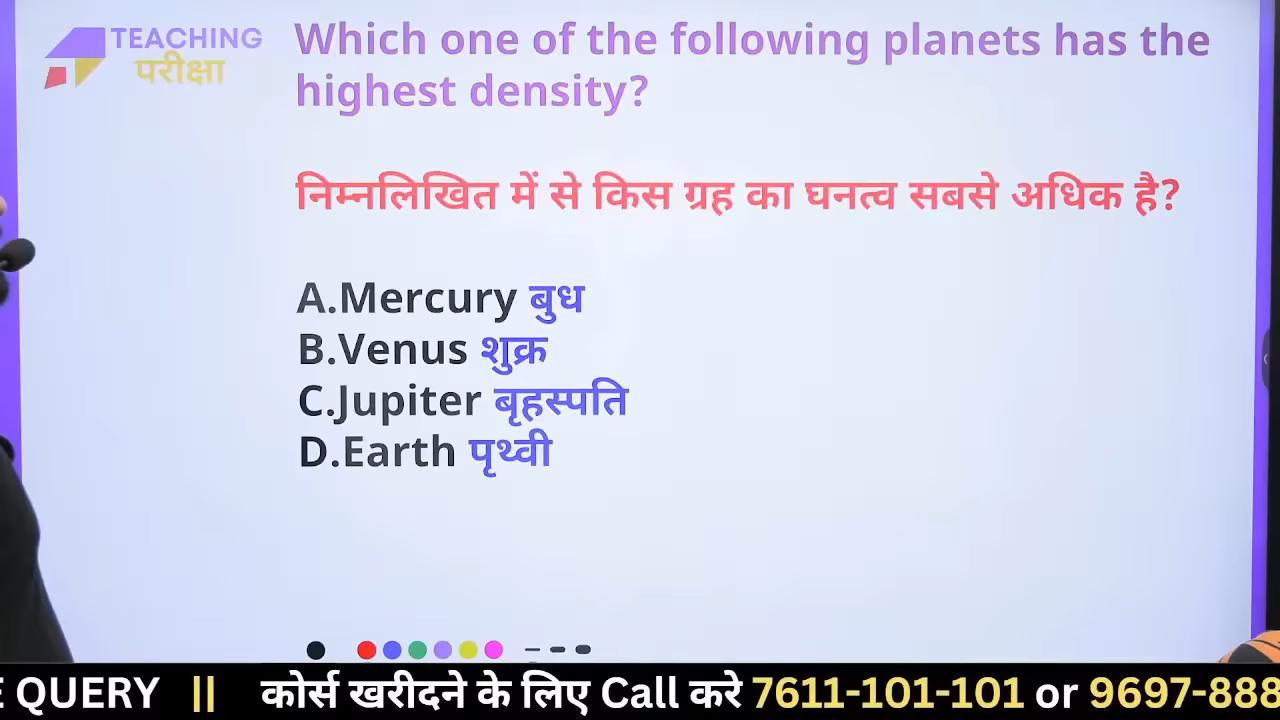 TEACHING
परीक्षा
Which one of the following planets has the
highest density?
निम्नलिखित में से किस ग्रह का घनत्व सबसे अधिक है?
A.Mercury बुध
B.Venus शुक्र
C.Jupiter बृहस्पति
D.Earth पृथ्वी
E QUERY || कोर्स खरीदने के लिए Call करे 7611-101-101 or 9697-888